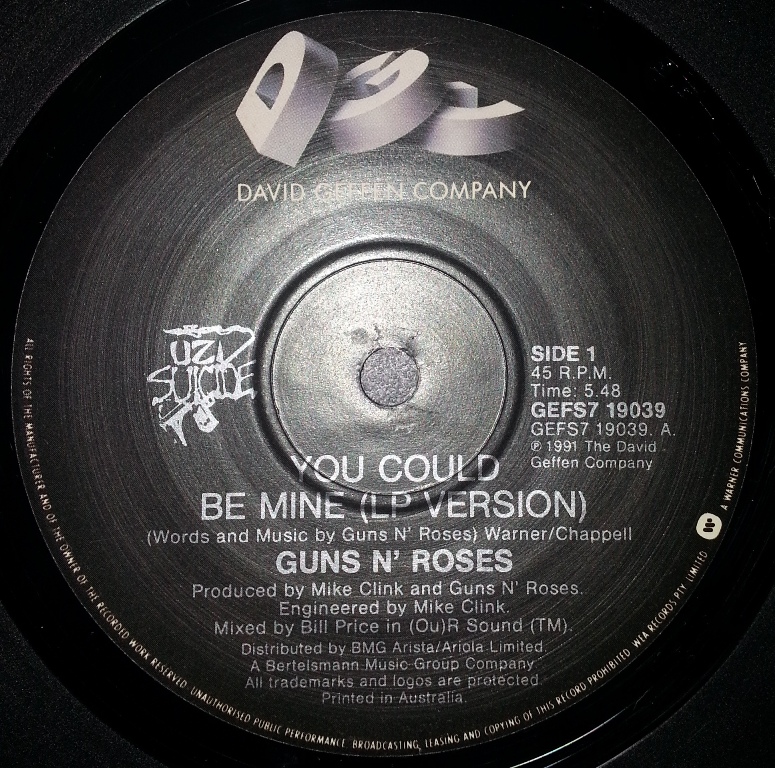 DGC
DAVID GEFFEN COMPANY
UZI
SUICIDE
SIDE 1
45 R.P.M.
Time: 5.48
GEFS7 19039
GEFS7 19039. A.
℗ 1991 The David
Geffen Company
YOU COULD
BE MINE (LP VERSION)
(Words and Music by Guns N' Roses) Warner/Chappell
GUNS N' ROSES
Produced by Mike Clink and Guns N' Roses.
Engineered by Mike Clink.
Mixed by Bill Price in (Ou)R Sound (TM).
Distributed by BMG Arista/Ariola Limited.
A Bertelsmann Music Group Company.
All trademarks and logos are protected.
Printed in Australia.
ALL RIGHTS OF THE MANUFACTURER AND OF THE OWNER OF THE RECORDED WORK RESERVED. UNAUTHORISED PUBLIC PERFORMANCE. BROADCASTING, LEASING AND COPYING OF THIS RECORD PROHIBITED. WEA RECORDS PTY. LIMITED A WARNER COMMUNICATIONS COMPANY